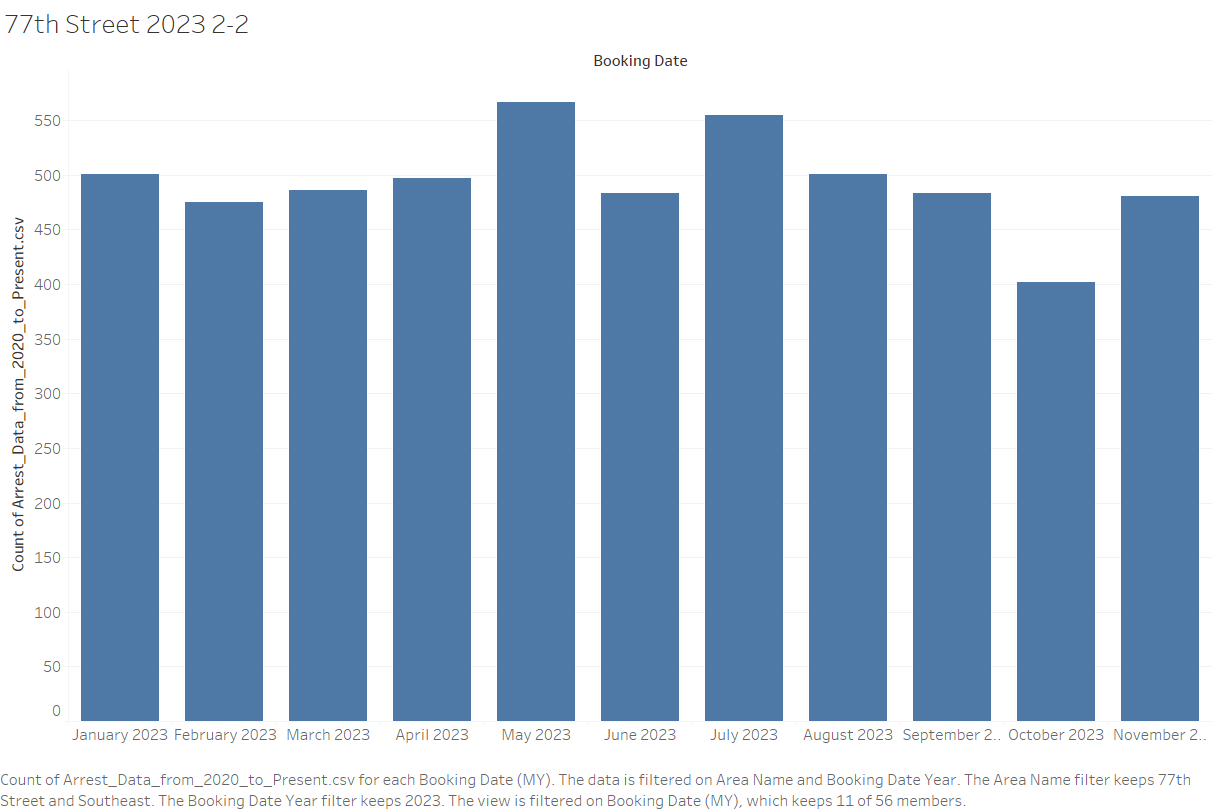 77th Street 2023 2-2
Booking Date
Count of Arrest_Data_from_2020_to_Present.csv
550
500
450
400
350
300
250
200
150
100
50
0
January 2023 February 2023 March 2023 April 2023 May 2023 June 2023 July 2023 August 2023 September 2.. October 2023 November 2..
Count of Arrest_Data_from_2020_to_Present.csv for each Booking Date (MY). The data is filtered on Area Name and Booking Date Year. The Area Name filter keeps 77th
Street and Southeast. The Booking Date Year filter keeps 2023. The view is filtered on Booking Date (MY), which keeps 11 of 56 members.